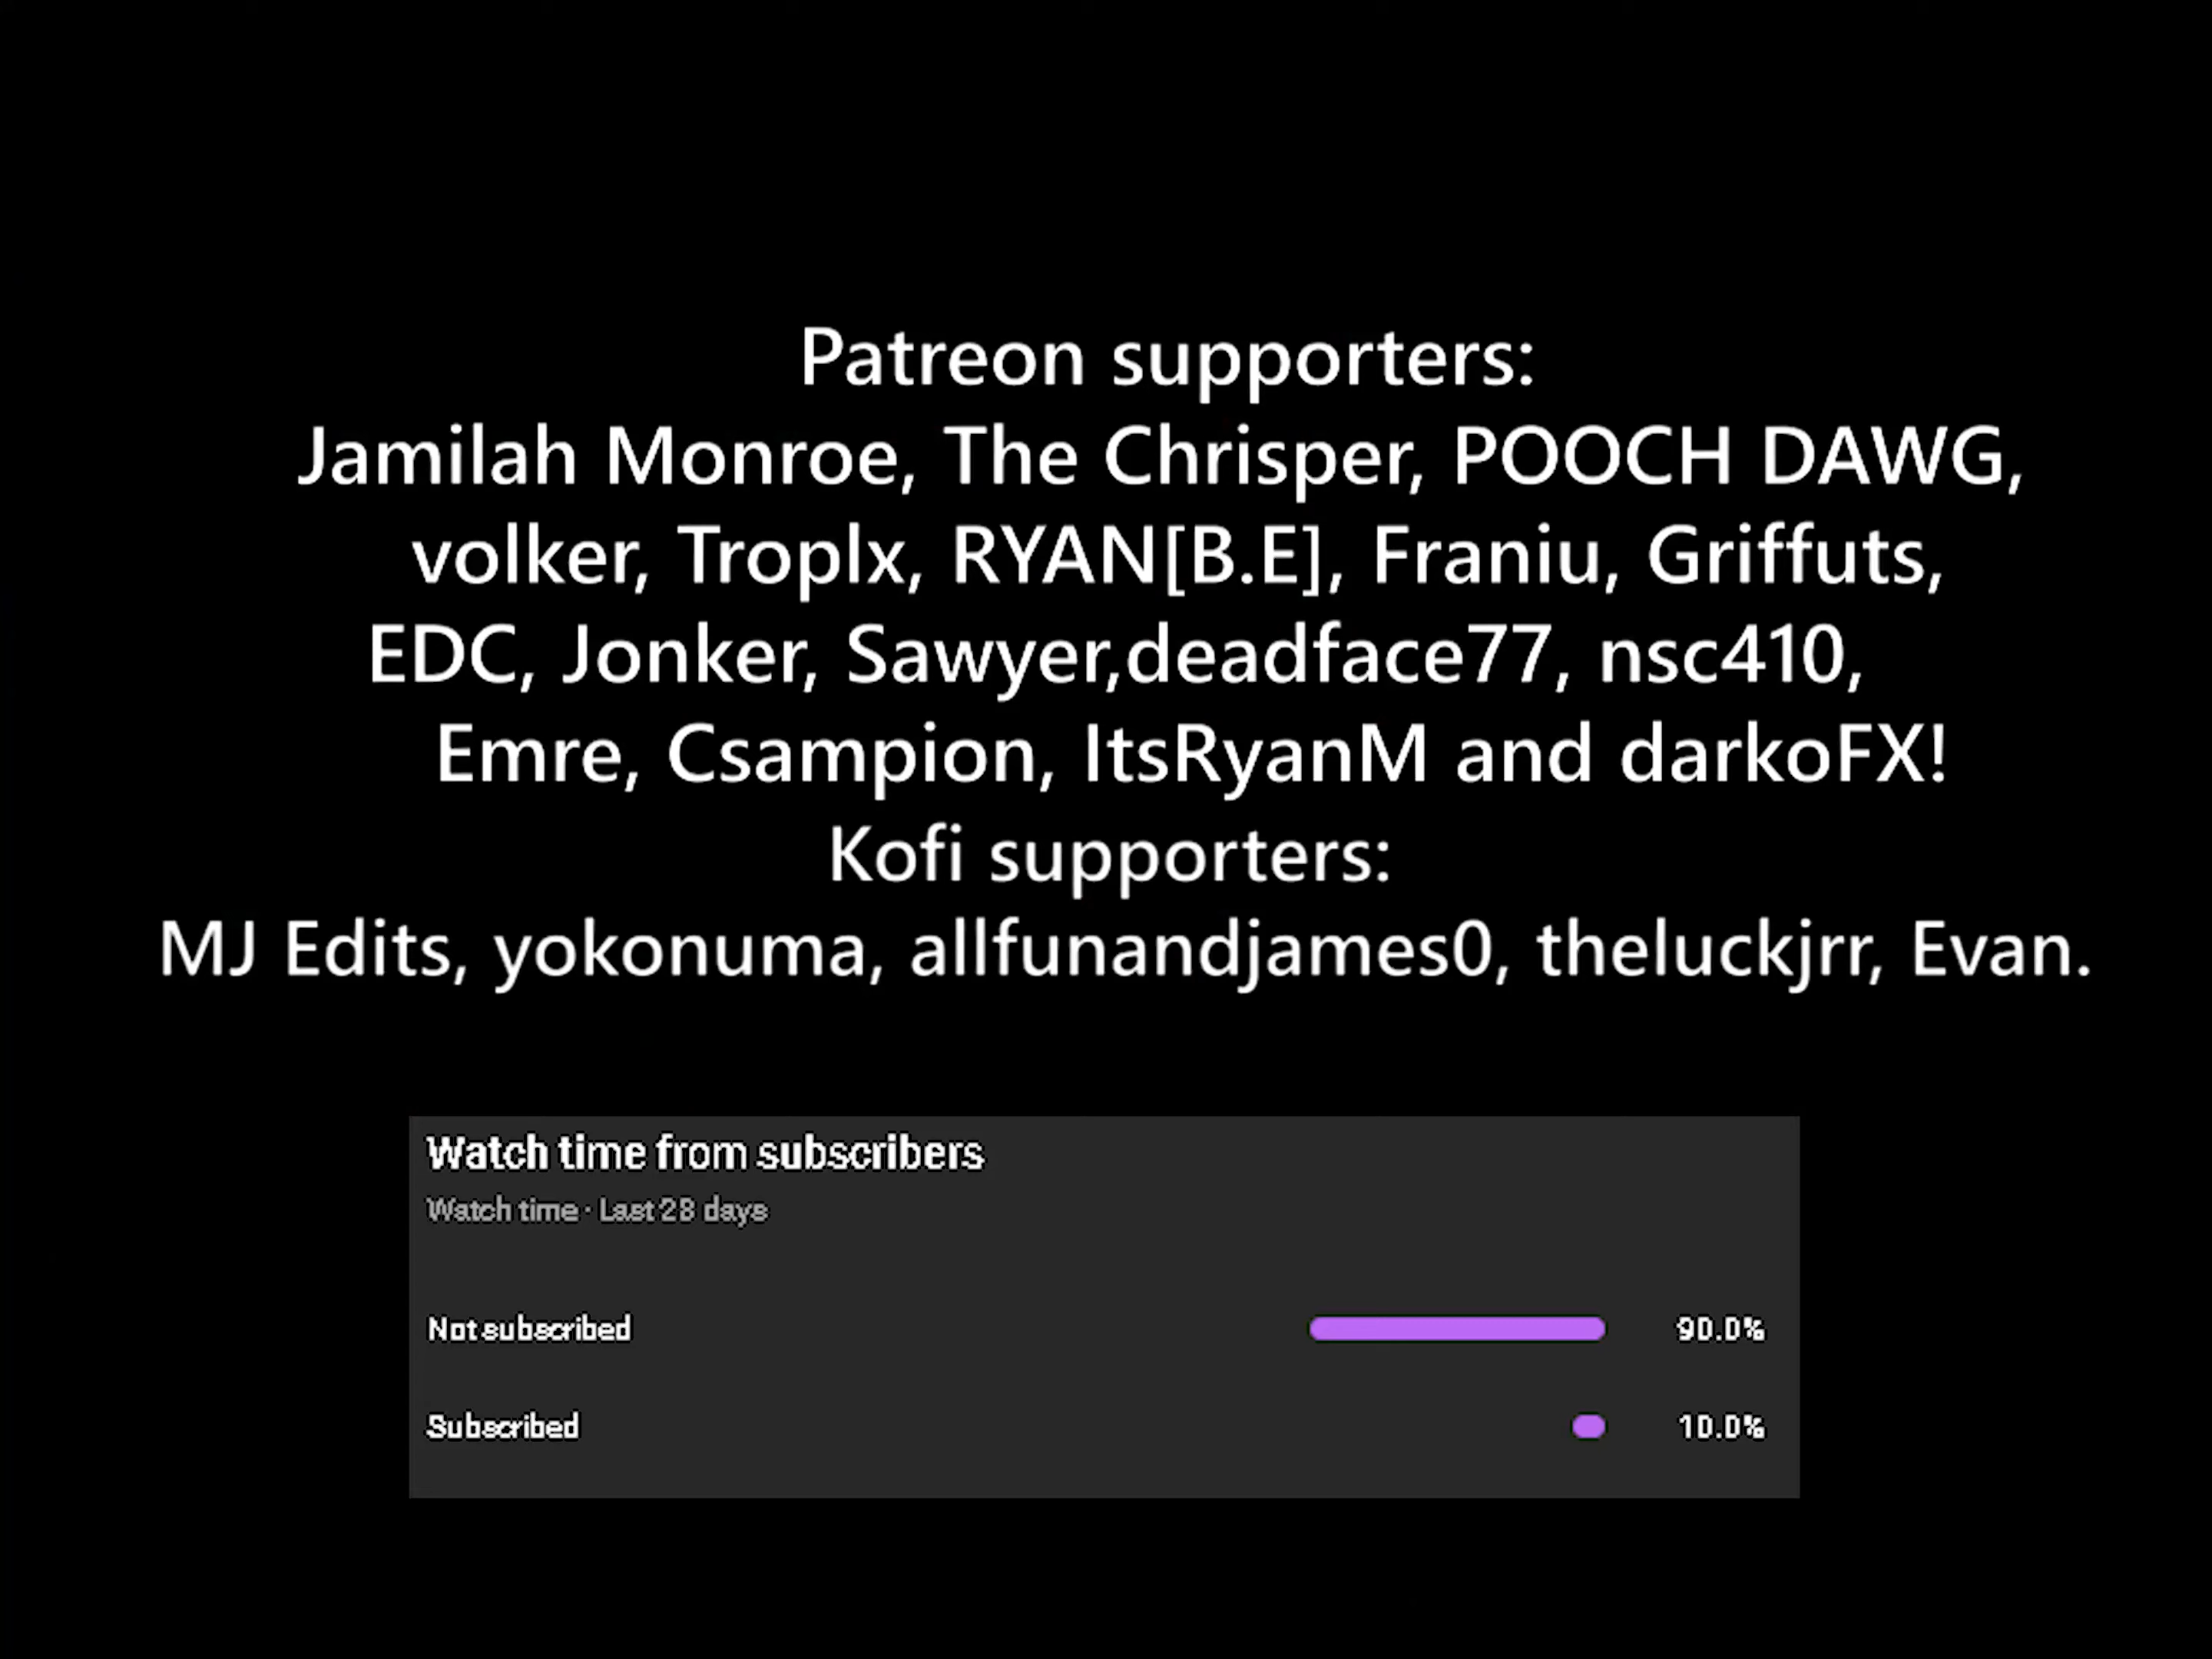 Patreon supporters:
Jamilah Monroe, The Chrisper, POOCH DAWG,
volker, Troplx, RYAN[B.E], Franiu, Griffuts,
EDC, Jonker, Sawyer,deadface77, nsc410,
Emre, Csampion, ItsRyanM and darkoFX!
Kofi supporters:
MJ Edits, yokonuma, allfunandjames0, theluckjrr, Evan.
Watch time from subscribers
Watch time · Last 28 days
Not subscribed 90.0%
Subscribed 10.0%